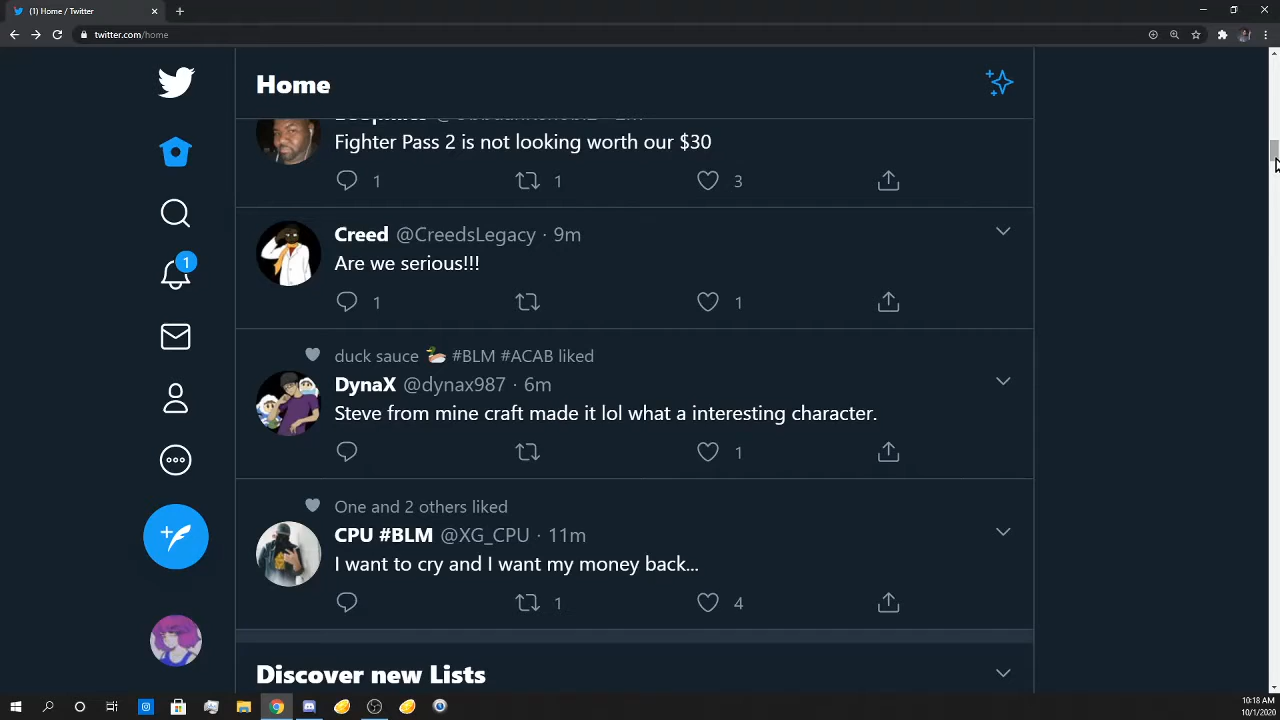 (1) Home / Twitter
twitter.com/home
Home
Fighter Pass 2 is not looking worth our $30
1 1 3
Creed @CreedsLegacy · 9m
1
Are we serious!!!
1 1
duck sauce 🦆 #BLM #ACAB liked
DynaX @dynax987 · 6m
Steve from mine craft made it lol what a interesting character.
1
One and 2 others liked
CPU #BLM @XG_CPU · 11m
I want to cry and I want my money back...
1 4
Discover new Lists
10:18 AM
10/1/2020